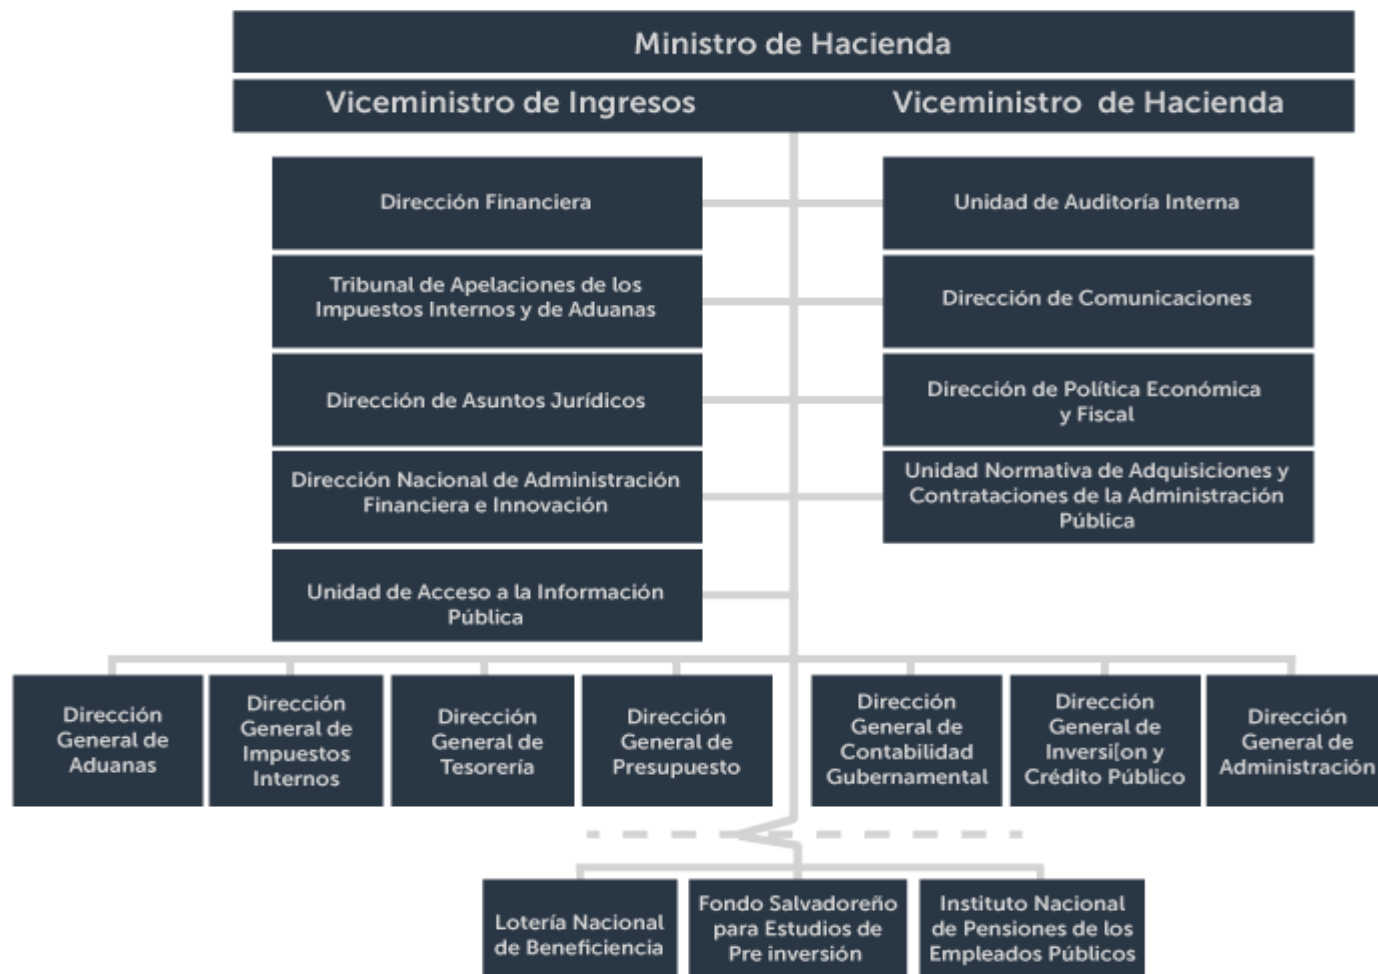 Ministro de Hacienda
Viceministro de Ingresos
Viceministro de Hacienda
Dirección Financiera
Unidad de Auditoría Interna
Tribunal de Apelaciones de los
Impuestos Internos y de Aduanas
Dirección de Comunicaciones
Dirección de Asuntos Jurídicos
Dirección de Política Económica
y Fiscal
Dirección Nacional de Administración
Financiera e Innovación
Unidad Normativa de Adquisiciones y
Contrataciones de la Administración
Pública
Unidad de Acceso a la Información
Pública
Dirección
General de
Aduanas
Dirección
General de
Impuestos
Internos
Dirección
General de
Tesorería
Dirección
General de
Presupuesto
Dirección
General de
Contabilidad
Gubernamental
Dirección
General de
Inversi[on y
Crédito Público
Dirección
General de
Administración
Lotería Nacional
de Beneficiencia
Fondo Salvadoreño
para Estudios de
Pre inversión
Instituto Nacional
de Pensiones de los
Empleados Públicos